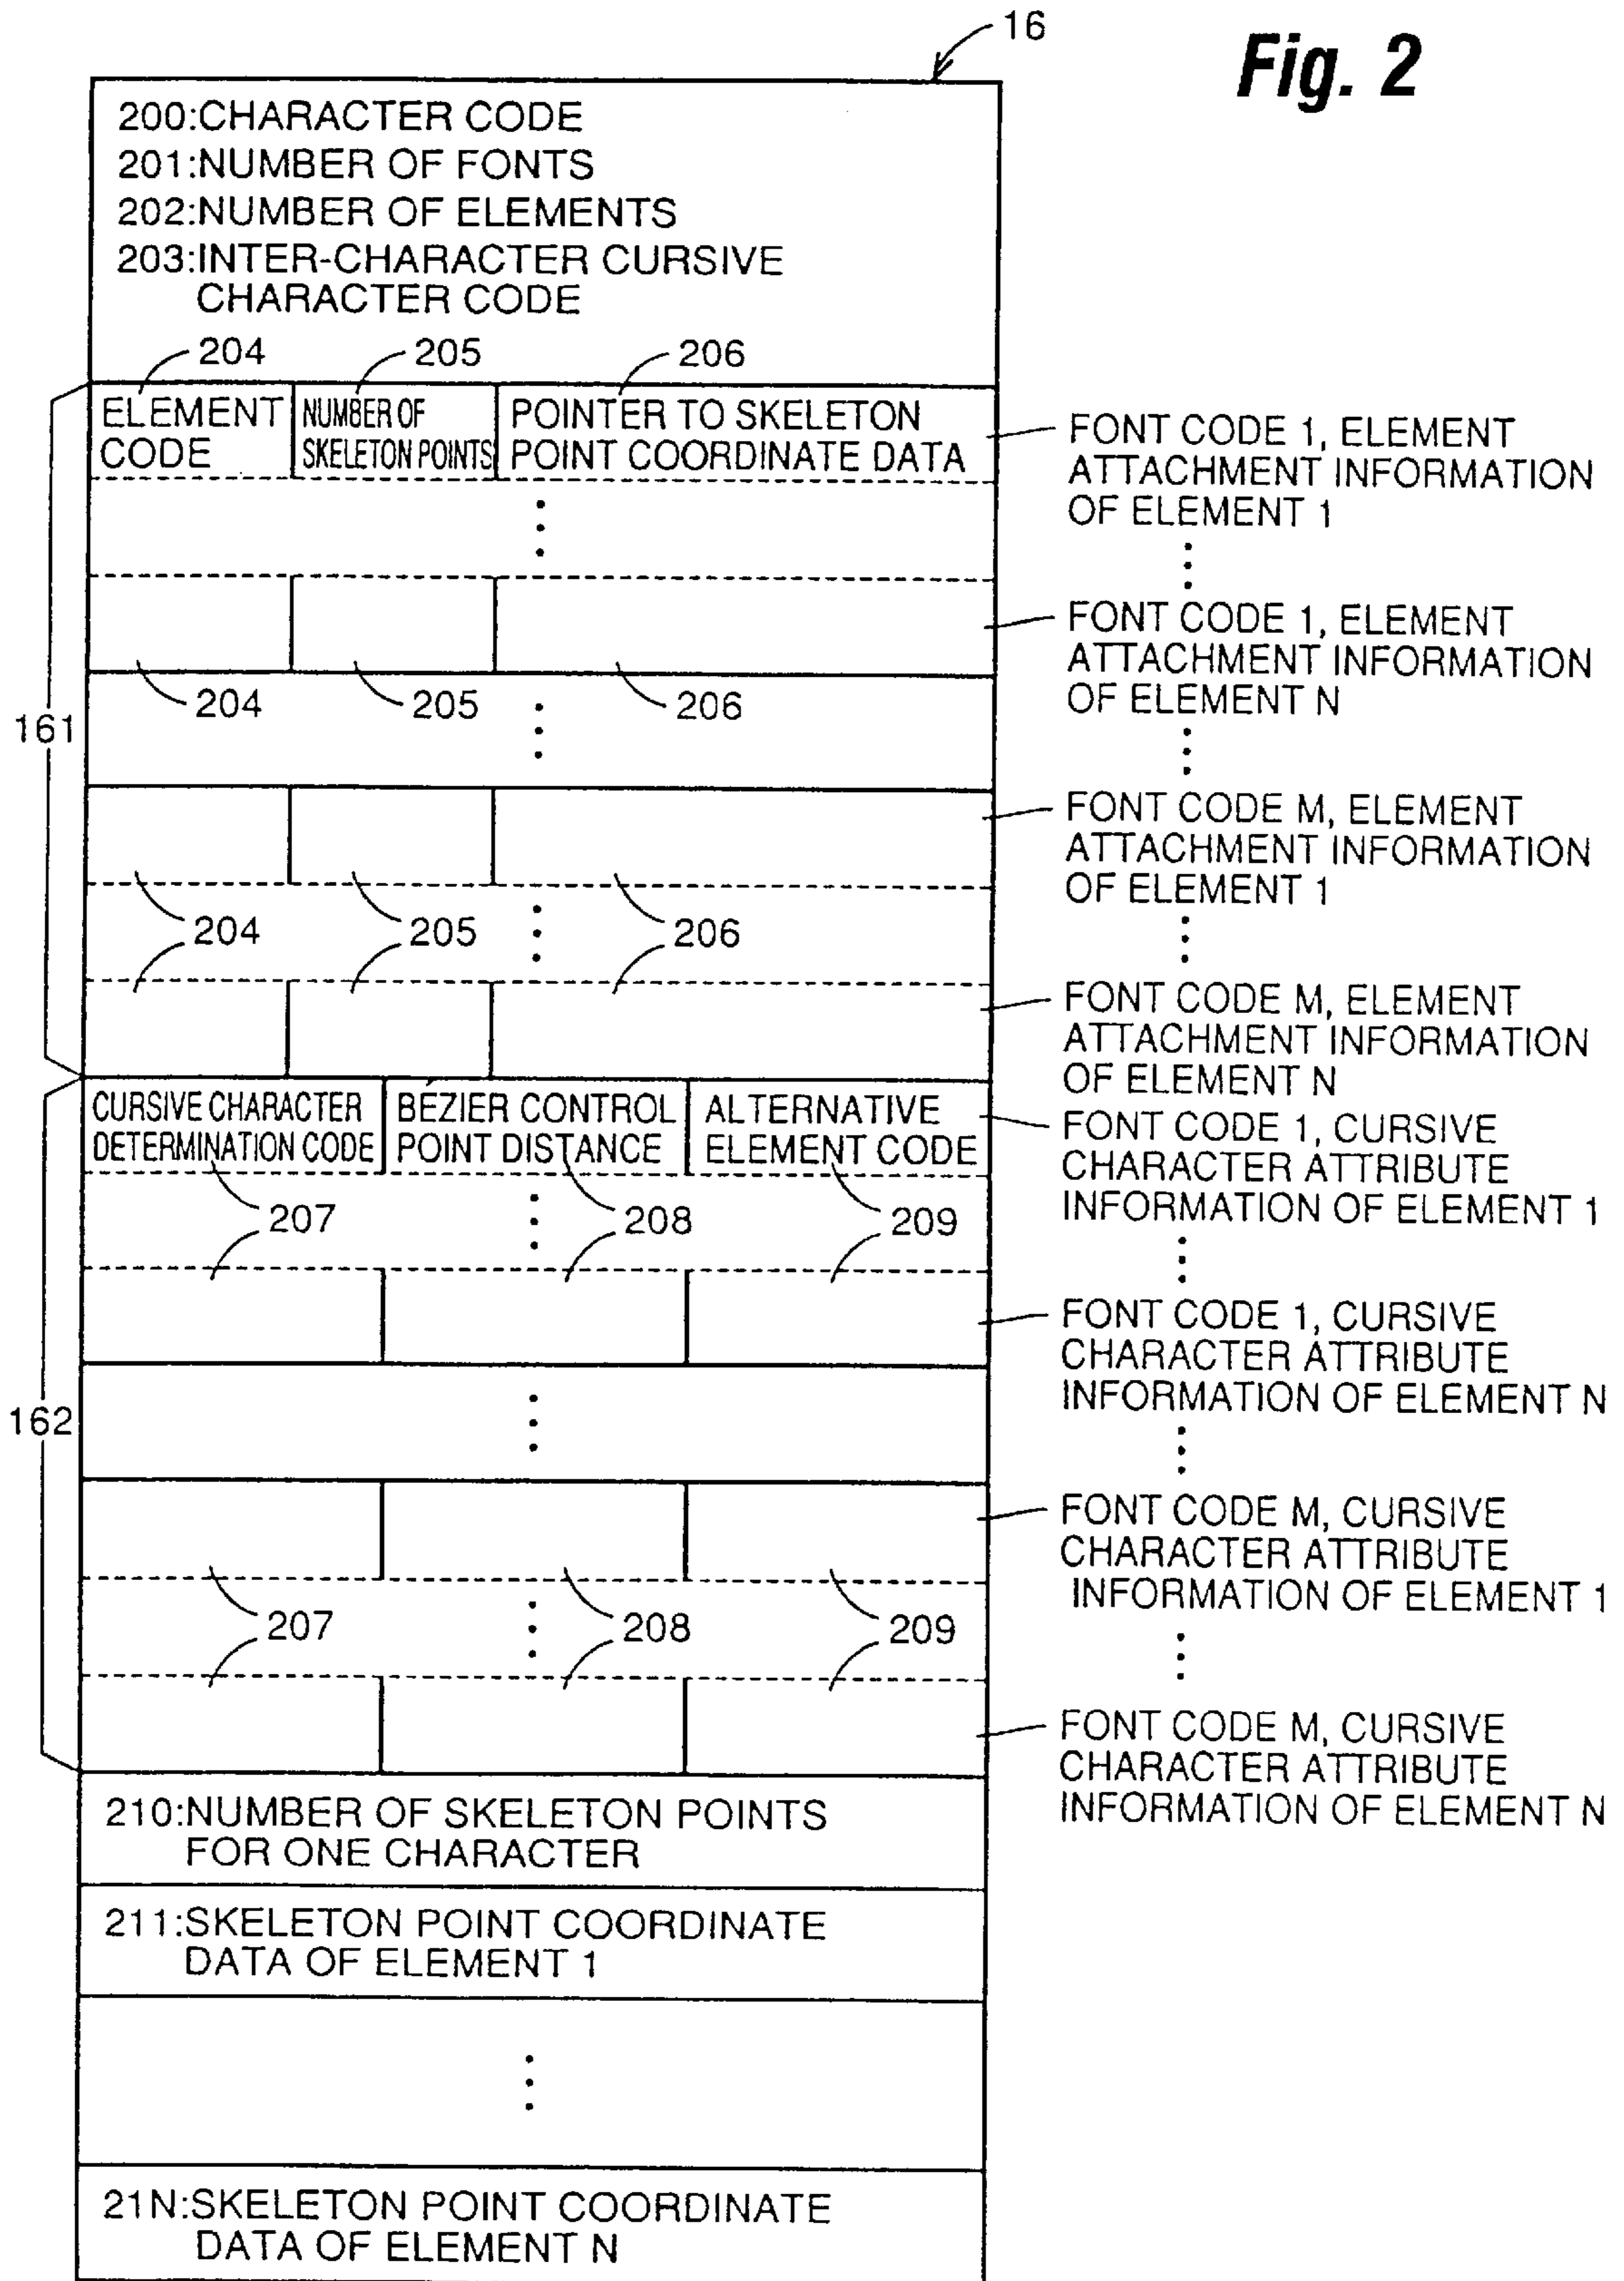 16
Fig. 2
200:CHARACTER CODE
201:NUMBER OF FONTS
202:NUMBER OF ELEMENTS
203:INTER-CHARACTER CURSIVE
CHARACTER CODE
204 205 206
ELEMENT CODE
NUMBER OF SKELETON POINTS
POINTER TO SKELETON POINT COORDINATE DATA
FONT CODE 1, ELEMENT
ATTACHMENT INFORMATION
OF ELEMENT 1
FONT CODE 1, ELEMENT
ATTACHMENT INFORMATION
OF ELEMENT N
204 205 206
161
FONT CODE M, ELEMENT
ATTACHMENT INFORMATION
OF ELEMENT 1
204 205 206
FONT CODE M, ELEMENT
ATTACHMENT INFORMATION
OF ELEMENT N
CURSIVE CHARACTER
DETERMINATION CODE
BEZIER CONTROL
POINT DISTANCE
ALTERNATIVE
ELEMENT CODE
FONT CODE 1, CURSIVE
CHARACTER ATTRIBUTE
INFORMATION OF ELEMENT 1
207 208 209
FONT CODE 1, CURSIVE
CHARACTER ATTRIBUTE
INFORMATION OF ELEMENT N
162
FONT CODE M, CURSIVE
CHARACTER ATTRIBUTE
INFORMATION OF ELEMENT 1
207 208 209
FONT CODE M, CURSIVE
CHARACTER ATTRIBUTE
INFORMATION OF ELEMENT N
210:NUMBER OF SKELETON POINTS
FOR ONE CHARACTER
211:SKELETON POINT COORDINATE
DATA OF ELEMENT 1
21N:SKELETON POINT COORDINATE
DATA OF ELEMENT N